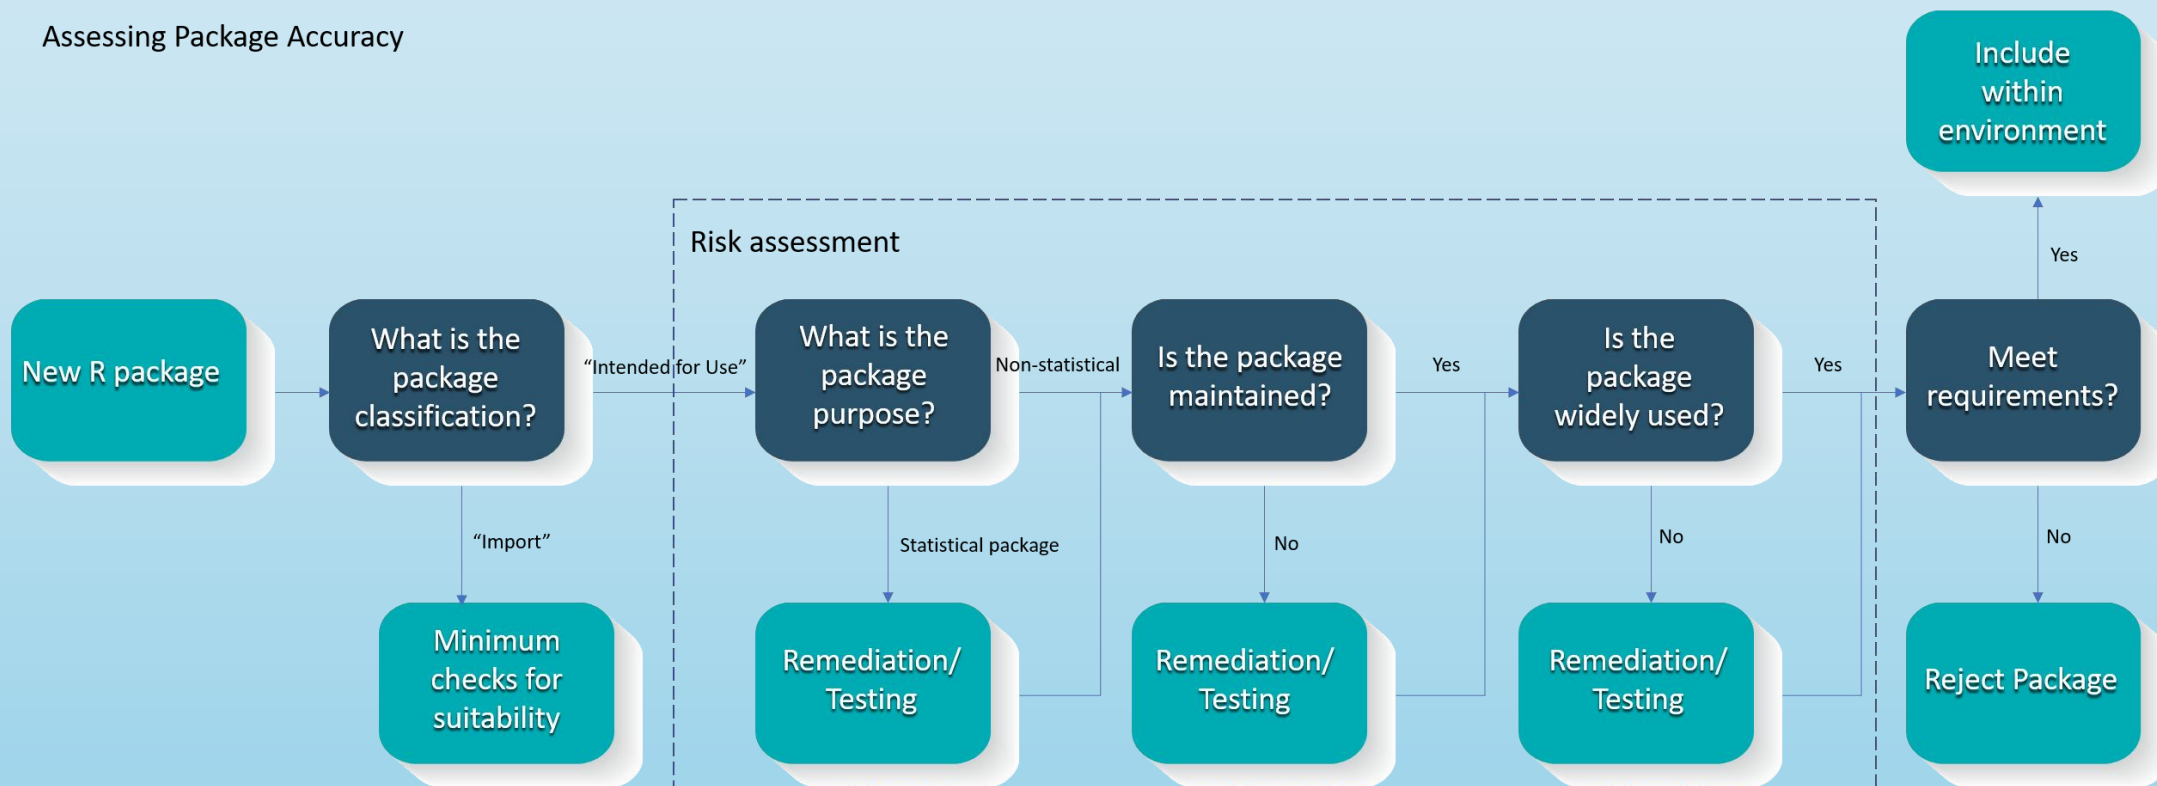 Assessing Package Accuracy
Include
within
environment
Risk assessment
Yes
New R package
What is the
package
classification?
“Intended for Use”
What is the
package
purpose?
Non-statistical
Is the package
maintained?
Yes
Is the
package
widely used?
Yes
Meet
requirements?
“Import”
Statistical package
No
No
No
Minimum
checks for
suitability
Remediation/
Testing
Remediation/
Testing
Remediation/
Testing
Reject Package